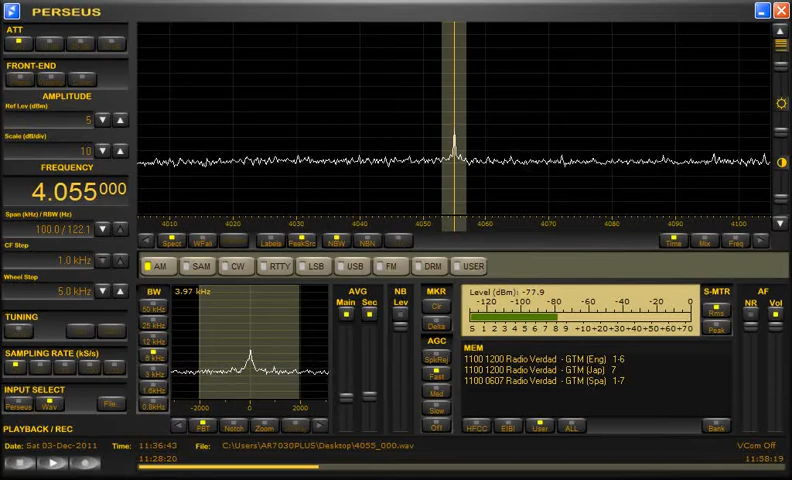 PERSEUS
ATT
FRONT-END
AMPLITUDE
Ref Lev (dBm)
5
Scale (dB/div)
10
FREQUENCY
4.055000
Span (kHz) / RBW (Hz)
100.0 / 122.1
CF Step
1.0 kHz
Wheel Step
5.0 kHz
TUNING
SAMPLING RATE (kS/s)
INPUT SELECT
Perseus Wav File
4010 4020 4030 4040 4050 4060 4070 4080 4090 4100
Spect WFall Labels PeakSrc NBW NBN Time Mix Freq
AM SAM CW RTTY LSB USB FM DRM USER
BW
50 kHz
25 kHz
12 kHz
6 kHz
3 kHz
1.6kHz
0.8kHz
3.97 kHz
-2000 0 2000
PBT Notch Zoom
AVG
Main Sec
NB
Lev
MKR
Clr
Delta
AGC
SpkRej
Fast
Med
Slow
Off
Level (dBm): -77.9
-120 -100 -80 -60 -40 -20 0
S 1 3 5 7 9 +10 +20 +30 +40 +50 +60 +70
S-MTR
Rms
Peak
AF
NR Vol
MEM
1100 1200 Radio Verdad - GTM (Eng) 1-6
1100 1200 Radio Verdad - GTM (Jap) 7
1100 0607 Radio Verdad - GTM (Spa) 1-7
HFCC EIBI User ALL Bank
PLAYBACK / REC
Date: Sat 03-Dec-2011 Time: 11:36:43 File: C:\Users\AR7030PLUS\Desktop\4055_000.wav VCom Off
11:28:20 11:58:19